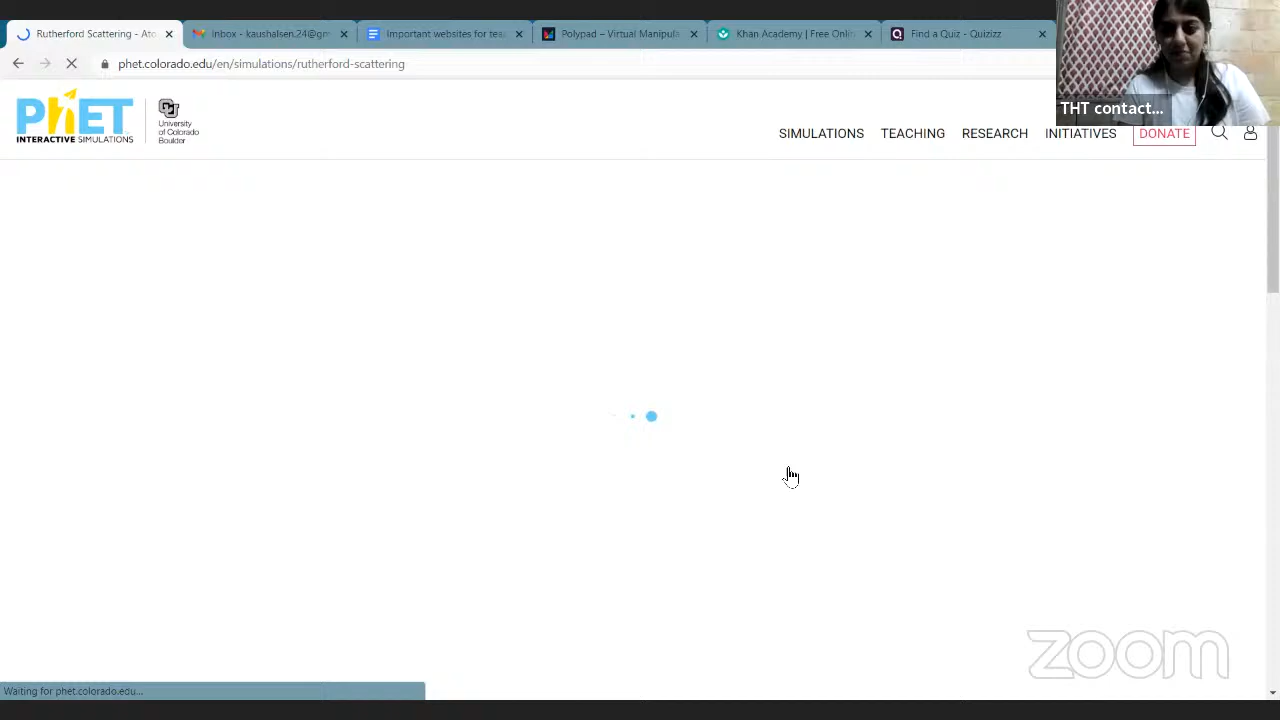 Rutherford Scattering - Ato
Inbox - kaushalsen.24@gm
Important websites for tea
Polypad – Virtual Manipula
Khan Academy | Free Onlin
Find a Quiz - Quizizz
phet.colorado.edu/en/simulations/rutherford-scattering
THT contact...
PhET
INTERACTIVE SIMULATIONS
University
of Colorado
Boulder
SIMULATIONS
TEACHING
RESEARCH
INITIATIVES
DONATE
zoom
Waiting for phet.colorado.edu...